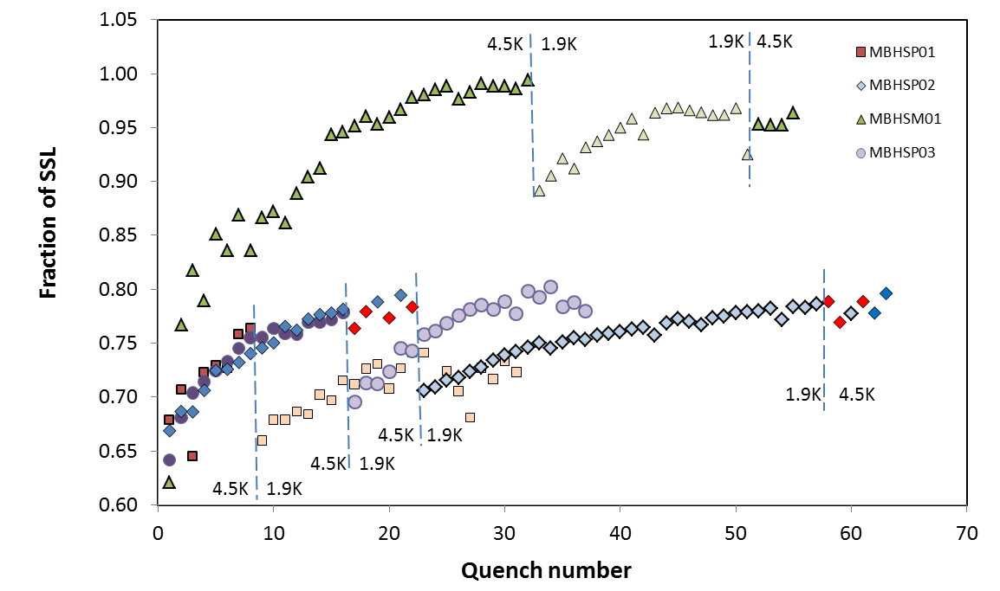 1.05
1.00
0.95
0.90
0.85
0.80
0.75
0.70
0.65
0.60
Fraction of SSL
0 10 20 30 40 50 60 70
Quench number
4.5K 1.9K
1.9K 4.5K
MBHSP01
MBHSP02
MBHSM01
MBHSP03
1.9K 4.5K
4.5K 1.9K
4.5K 1.9K
4.5K 1.9K